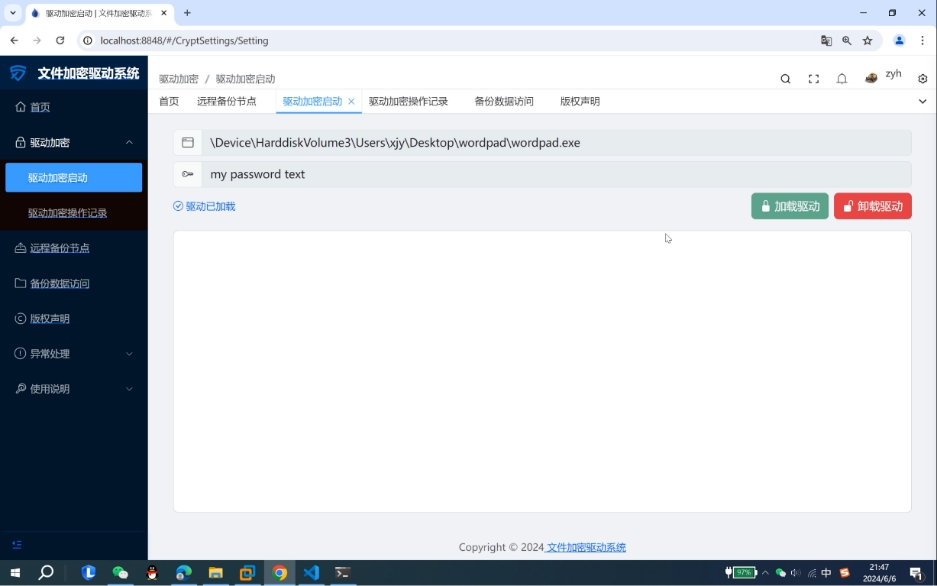 驱动加密启动 | 文件加密驱动系
localhost:8848/#/CryptSettings/Setting
文件加密驱动系统
驱动加密 / 驱动加密启动
zyh
首页 远程备份节点 驱动加密启动 驱动加密操作记录 备份数据访问 版权声明
首页
驱动加密
驱动加密启动
驱动加密操作记录
远程备份节点
备份数据访问
版权声明
异常处理
使用说明
\Device\HarddiskVolume3\Users\xjy\Desktop\wordpad\wordpad.exe
my password text
驱动已加载
加载驱动 卸载驱动
Copyright © 2024 文件加密驱动系统
97% 中
21:47
2024/6/6